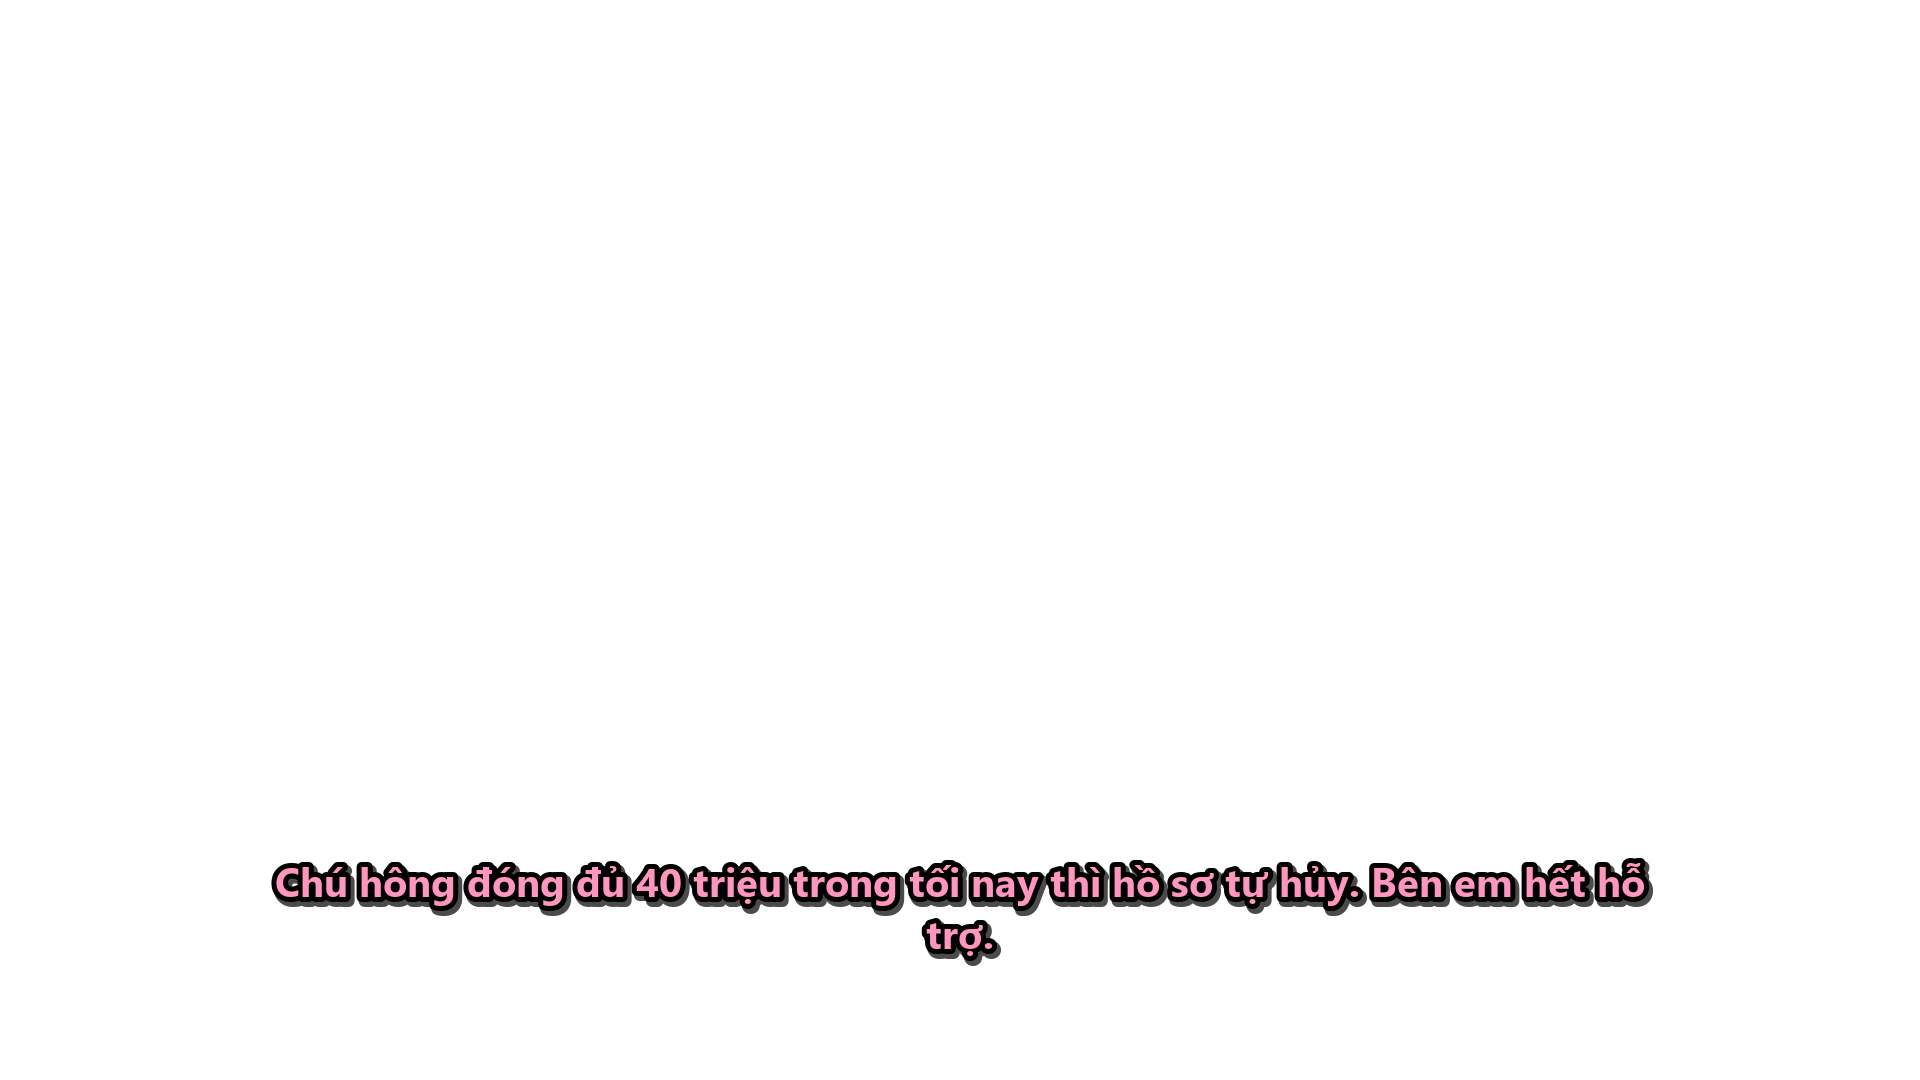 Chú hông đóng đủ 40 triệu trong tối nay thì hồ sơ tự hủy. Bên em hết hỗ
trợ.